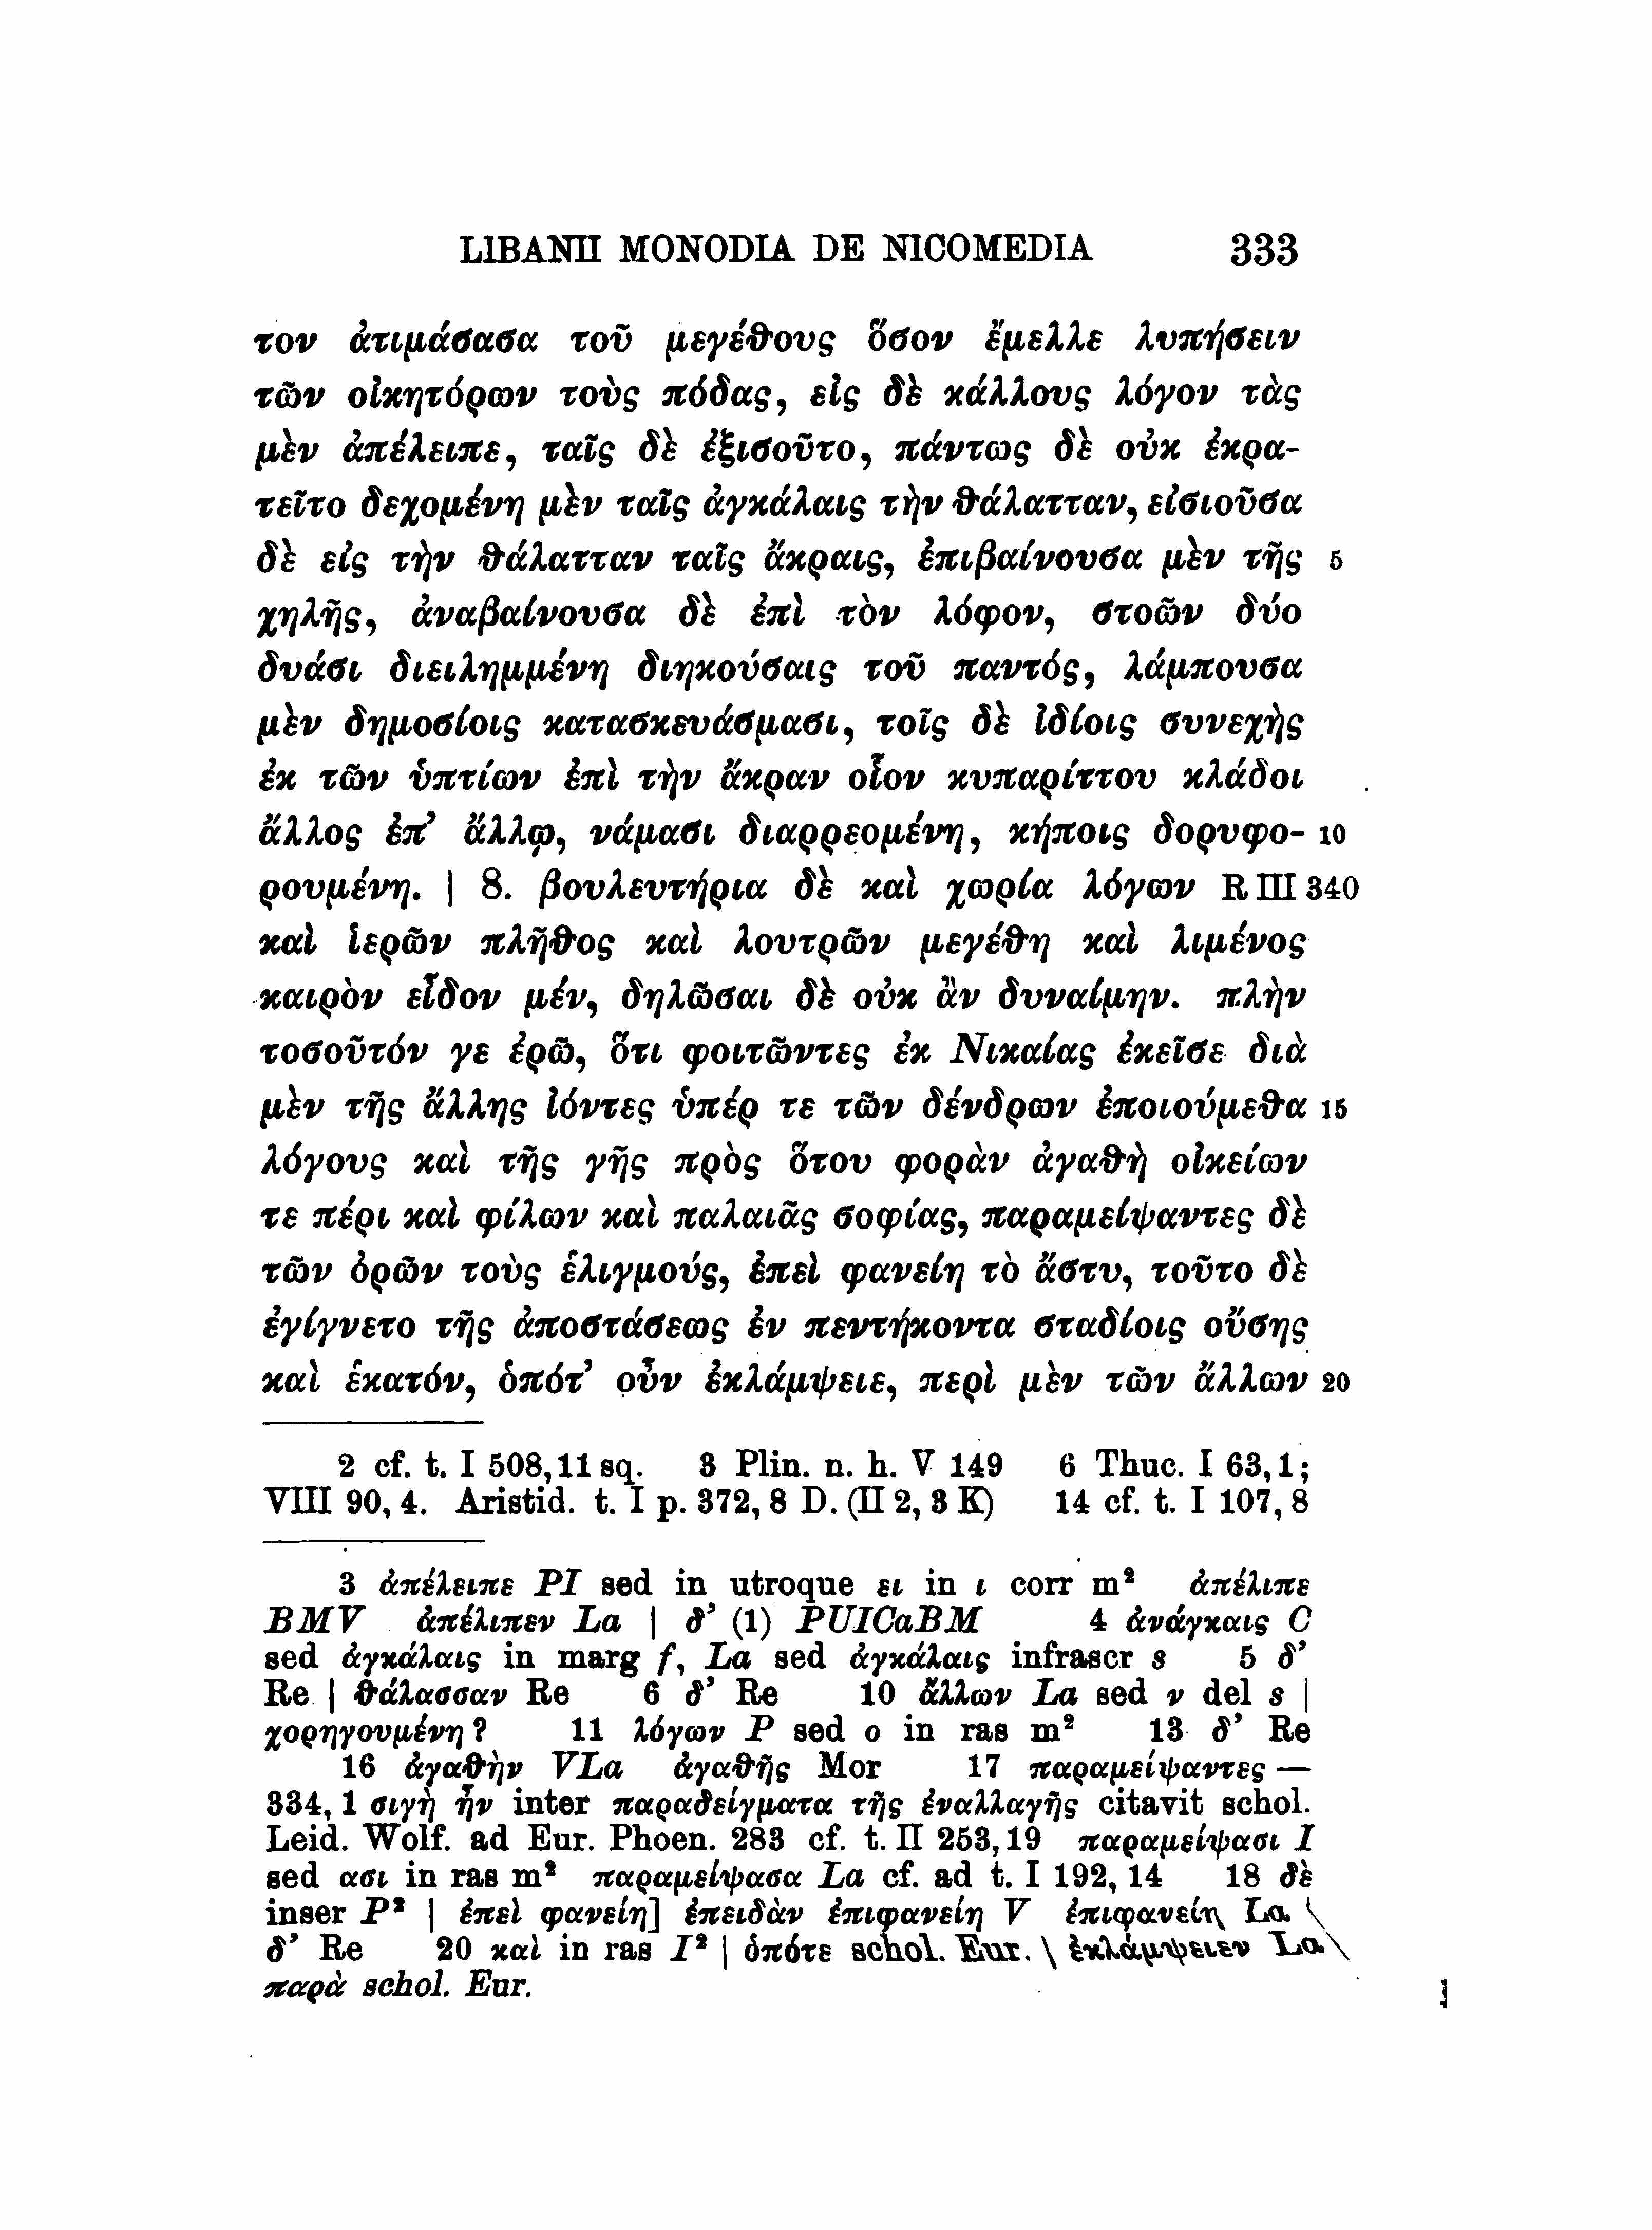 LIBANII MONODIA DE NICOMEDIA 333
τον ἀτιμάσασα τοῦ μεγέθους ὅσον ἔμελλε λυπήσειν
τῶν οἰκητόρων τοὺς πόδας, εἰς δὲ κάλλους λόγον τὰς
μὲν ἀπέλειπε, ταῖς δὲ ἐξισοῦτο, πάντως δὲ οὐκ ἐκρα-
τεῖτο δεχομένη μὲν ταῖς ἀγκάλαις τὴν θάλατταν, εἰσιοῦσα
δὲ εἰς τὴν θάλατταν ταῖς ἄκραις, ἐπιβαίνουσα μὲν τῆς 5
χηλῆς, ἀναβαίνουσα δὲ ἐπὶ τὸν λόφον, στοῶν δύο
δυάσι διειλημμένη διηκούσαις τοῦ παντός, λάμπουσα
μὲν δημοσίοις κατασκευάσμασι, τοῖς δὲ ἰδίοις συνεχὴς
ἐκ τῶν ὑπτίων ἐπὶ τὴν ἄκραν οἷον κυπαρίττου κλάδοι
ἄλλος ἐπ’ ἄλλῳ, νάμασι διαρρεομένη, κήποις δορυφο- 10
ρουμένη. | 8. βουλευτήρια δὲ καὶ χωρία λόγων R III 340
καὶ ἱερῶν πλῆθος καὶ λουτρῶν μεγέθη καὶ λιμένος
καιρὸν εἶδον μέν, δηλῶσαι δὲ οὐκ ἂν δυναίμην. πλὴν
τοσοῦτόν γε ἐρῶ, ὅτι φοιτῶντες ἐκ Νικαίας ἐκεῖσε διὰ
μὲν τῆς ἄλλης ἰόντες ὑπέρ τε τῶν δένδρων ἐποιούμεθα 15
λόγους καὶ τῆς γῆς πρὸς ὅτου φορὰν ἀγαθὴ οἰκείων
τε πέρι καὶ φίλων καὶ παλαιᾶς σοφίας, παραμείψαντες δὲ
τῶν ὀρῶν τοὺς ἑλιγμούς, ἐπεὶ φανείη τὸ ἄστυ, τοῦτο δὲ
ἐγίγνετο τῆς ἀποστάσεως ἐν πεντήκοντα σταδίοις οὔσης
καὶ ἑκατόν, ὁπότ’ οὖν ἐκλάμψειε, περὶ μὲν τῶν ἄλλων 20
2 cf. t. I 508,11 sq. 3 Plin. n. h. V 149 6 Thuc. I 63,1;
VIII 90, 4. Aristid. t. I p. 372, 8 D. (II 2, 3 K) 14 cf. t. I 107, 8
3 ἀπέλειπε PI sed in utroque ει in ι corr m² ἀπέλιπε
BMV ἀπέλιπεν La | δ’ (1) PUICaBM 4 ἀνάγκαις C
sed ἀγκάλαις in marg f, La sed ἀγκάλαις infrascr s 5 δ’
Re | θάλασσαν Re 6 δ’ Re 10 ἄλλων La sed ν del s |
χορηγουμένη? 11 λόγων P sed ο in ras m² 13 δ’ Re
16 ἀγαθὴν VLa ἀγαθῆς Mor 17 παραμείψαντες —
334, 1 σιγὴ ἦν inter παραδείγματα τῆς ἐναλλαγῆς citavit schol.
Leid. Wolf. ad Eur. Phoen. 283 cf. t. II 253,19 παραμείψασι I
sed ασι in ras m² παραμείψασα La cf. ad t. I 192, 14 18 δὲ
inser P² | ἐπεὶ φανείη] ἐπειδὰν ἐπιφανείη V ἐπιφανείη La |
δ’ Re 20 καὶ in ras I² | ὁπότε schol. Eur. | ἐκλάμψειεν La |
παρὰ schol. Eur.